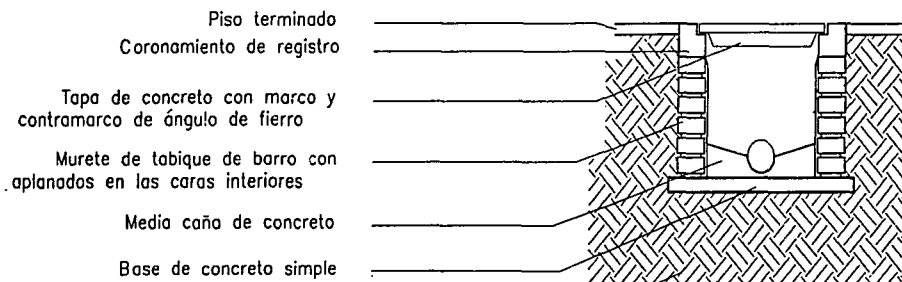 Piso terminado
Coronamiento de registro
Tapa de concreto con marco y
contramarco de ángulo de fierro
Murete de tabique de barro con
aplanados en las caras interiores
Media caña de concreto
Base de concreto simple